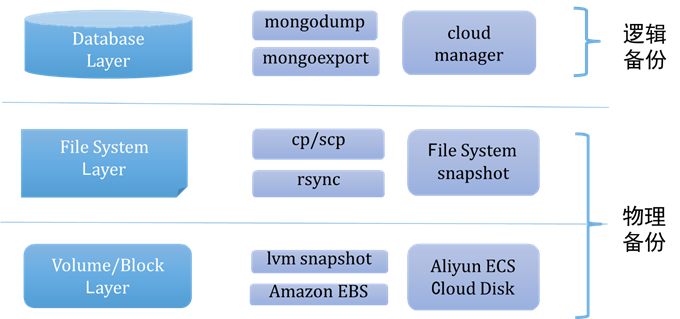 Database
Layer
mongodump
mongoexport
cloud
manager
逻辑
备份
File System
Layer
cp/scp
rsync
File System
snapshot
物理
备份
Volume/Block
Layer
lvm snapshot
Amazon EBS
Aliyun ECS
Cloud Disk